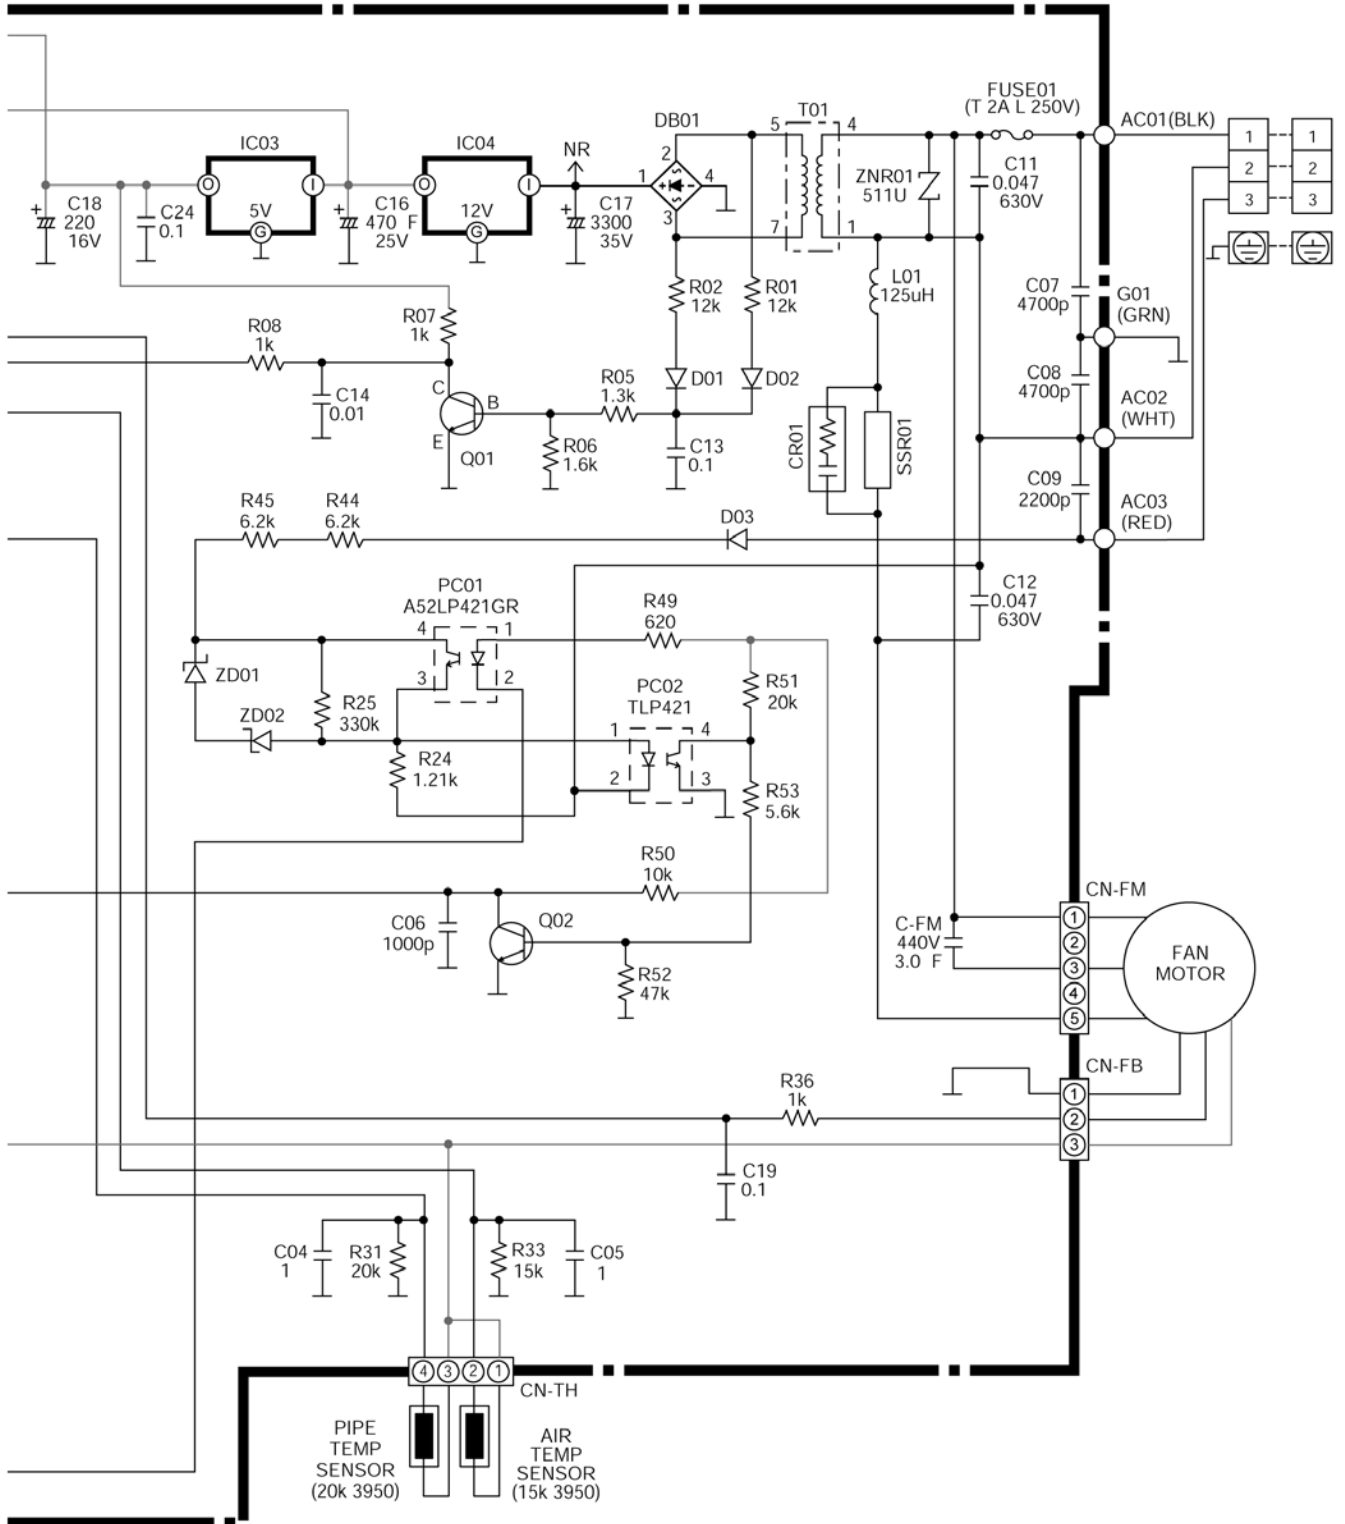 FUSE01
(T 2A L 250V)
T01
DB01
AC01(BLK)
IC03
IC04
NR
5
4
2
1
4
3
7
1
ZNR01
511U
C11
0.047
630V
1
1
2
2
3
3
O
I
O
I
5V
12V
G
G
+
C18
220
16V
C24
0.1
+
C16
470 F
25V
+
C17
3300
35V
R02
12k
R01
12k
L01
125uH
C07
4700p
G01
(GRN)
R08
1k
R07
1k
C14
0.01
C
B
E
Q01
R05
1.3k
R06
1.6k
D01
D02
C13
0.1
CR01
SSR01
C08
4700p
AC02
(WHT)
C09
2200p
AC03
(RED)
R45
6.2k
R44
6.2k
D03
PC01
A52LP421GR
4
1
3
2
R49
620
C12
0.047
630V
ZD01
ZD02
R25
330k
R24
1.21k
PC02
TLP421
1
4
2
3
R51
20k
R53
5.6k
R50
10k
C06
1000p
Q02
R52
47k
C-FM
440V
3.0 F
CN-FM
1
2
3
4
5
FAN
MOTOR
CN-FB
1
2
3
R36
1k
C19
0.1
C04
1
R31
20k
R33
15k
C05
1
4
3
2
1
CN-TH
PIPE
TEMP
SENSOR
(20k 3950)
AIR
TEMP
SENSOR
(15k 3950)